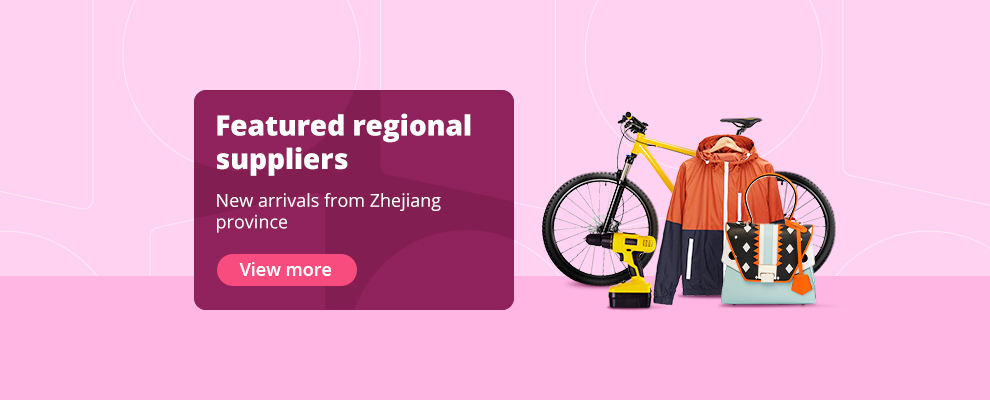 Featured regional
suppliers
New arrivals from Zhejiang
province
View more